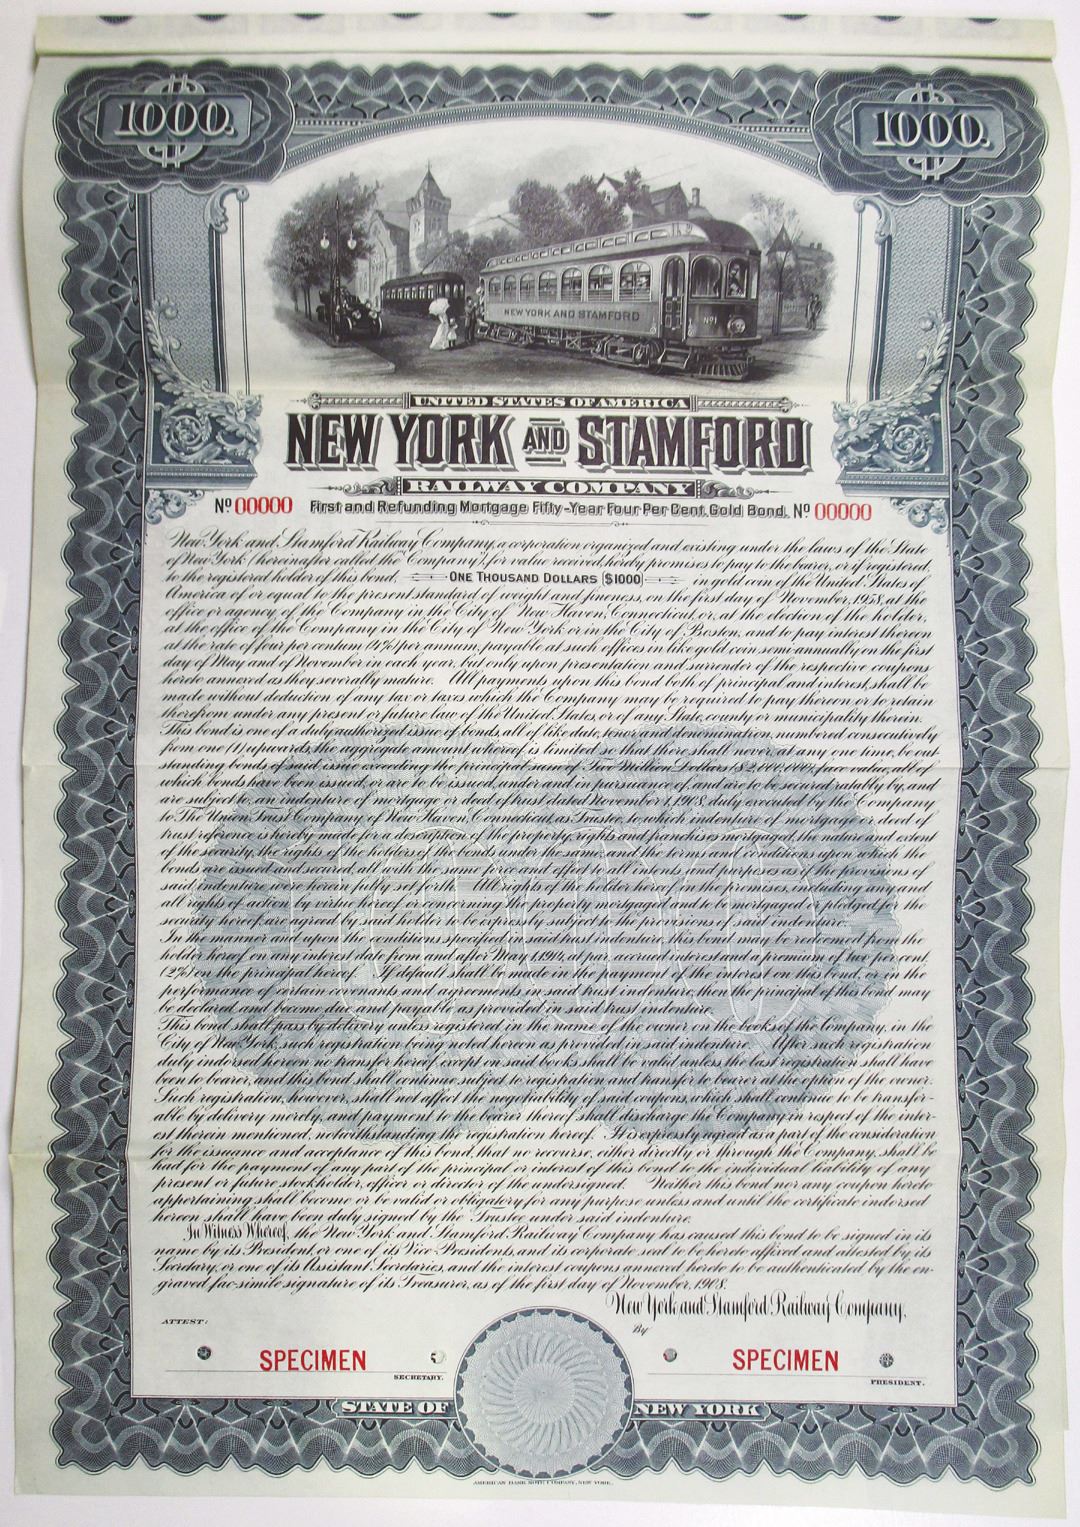 1000.
1000.
NEW YORK AND STAMFORD
Nº1
UNITED STATES OF AMERICA
NEW YORK AND STAMFORD
RAILWAY COMPANY
Nº 00000 First and Refunding Mortgage Fifty-Year Four Per Cent. Gold Bond. Nº 00000
New York and Stamford Railway Company, a corporation organized and existing under the laws of the State
of New York (hereinafter called the Company), for value received, hereby promises to pay to the bearer, or if registered,
to the registered holder of this bond, ONE THOUSAND DOLLARS ($1000) in gold coin of the United States of
America of or equal to the present standard of weight and fineness, on the first day of November, 1958, at the
office or agency of the Company in the City of New Haven, Connecticut, or, at the election of the holder,
at the office of the Company in the City of New York or in the City of Boston, and to pay interest thereon
at the rate of four per centum (4%) per annum, payable at such offices in like gold coin semi-annually on the first
day of May and of November in each year, but only upon presentation and surrender of the respective coupons
hereto annexed as they severally mature. All payments upon this bond both of principal and interest, shall be
made without deduction of any tax or taxes which the Company may be required to pay thereon or to retain
therefrom under any present or future law of the United States, or of any State, county or municipality therein.
This bond is one of a duly authorized issue of bonds, all of like date, tenor and denomination, numbered consecutively
from one (1) upwards, the aggregate amount whereof is limited so that there shall never, at any one time, be out
standing bonds of said issue exceeding the principal sum of Two Million Dollars ($2,000,000), face value, all of
which bonds have been issued, or are to be issued, under and in pursuance of, and are to be secured ratably by, and
are subject to, an indenture of mortgage or deed of trust dated November 1, 1908, duly executed by the Company
to The Union Trust Company of New Haven, Connecticut, as Trustee, to which indenture of mortgage or deed of
trust reference is hereby made for a description of the property, rights and franchises mortgaged, the nature and extent
of the security, the rights of the holders of the bonds under the same, and the terms and conditions upon which the
bonds are issued and secured, all with the same force and effect to all intents and purposes as if the provisions of
said indenture were herein fully set forth. All rights of the holder hereof in the premises, including any and
all rights of action by virtue hereof or concerning the property mortgaged and to be mortgaged or pledged for the
security hereof, are agreed by said holder to be expressly subject to the provisions of said indenture.
In the manner and upon the conditions specified in said trust indenture, this bond may be redeemed from the
holder hereof on any interest date from and after May 1, at par, accrued interest and a premium of two per cent.
(2%) on the principal hereof. If default shall be made in the payment of the interest on this bond, or in the
performance of certain covenants and agreements in said trust indenture, then the principal of this bond may
be declared and become due and payable as provided in said trust indenture.
This bond shall pass by delivery unless registered in the name of the owner on the books of the Company, in the
City of New York, such registration being noted hereon as provided in said indenture. After such registration
duly indorsed hereon no transfer hereof except on said books shall be valid unless the last registration shall have
been to bearer, and this bond shall continue subject to registration and transfer to bearer at the option of the owner.
Such registration, however, shall not affect the negotiability of said coupons, which shall continue to be transfer-
able by delivery merely, and payment to the bearer thereof shall discharge the Company in respect of the inter-
est therein mentioned, notwithstanding the registration hereof. It is expressly agreed as a part of the consideration
for the issuance and acceptance of this bond, that no recourse, either directly or through the Company, shall be
had for the payment of any part of the principal or interest of this bond to the individual liability of any
present or future stockholder, officer or director of the undersigned. Neither this bond nor any coupon hereto
appertaining shall become or be valid or obligatory for any purpose unless and until the certificate indorsed
hereon shall have been duly signed by the Trustee under said indenture.
In Witness Whereof, the New York and Stamford Railway Company has caused this bond to be signed in its
name by its President, or one of its Vice-Presidents, and its corporate seal to be hereto affixed and attested by its
Secretary, or one of its Assistant Secretaries, and the interest coupons annexed hereto to be authenticated by the en-
graved fac-simile signature of its Treasurer, as of the first day of November, 1908.
New York and Stamford Railway Company,
ATTEST:
By
SPECIMEN
SECRETARY.
SPECIMEN
PRESIDENT.
STATE OF NEW YORK
AMERICAN BANK NOTE COMPANY, NEW YORK.